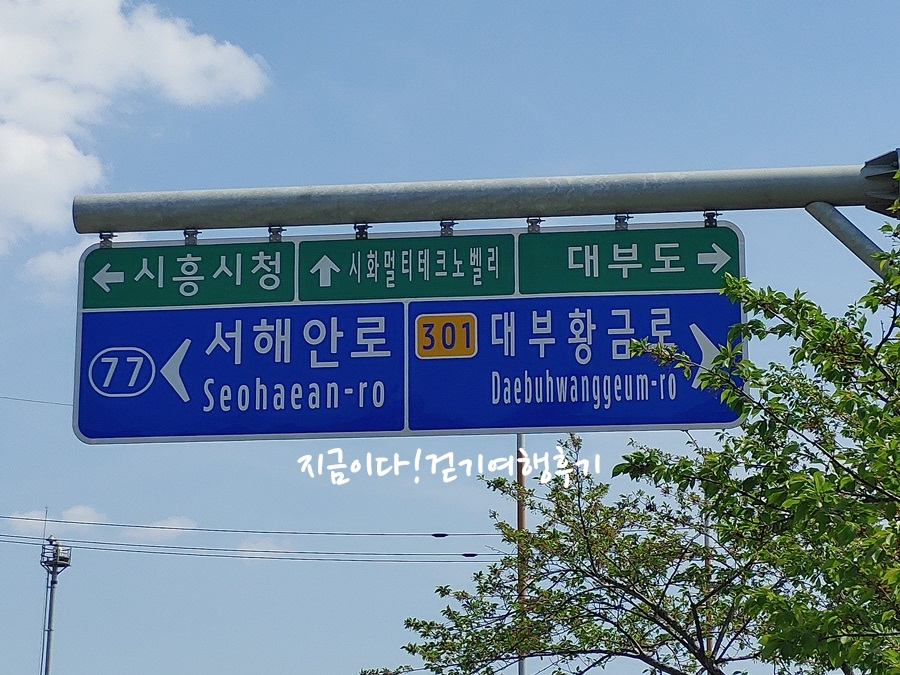 ← 시흥시청
↑ 시화멀티테크노밸리
대부도 →
77 서해안로
Seohaean-ro
301 대부황금로
Daebuhwanggeum-ro
지금이다!걷기여행후기